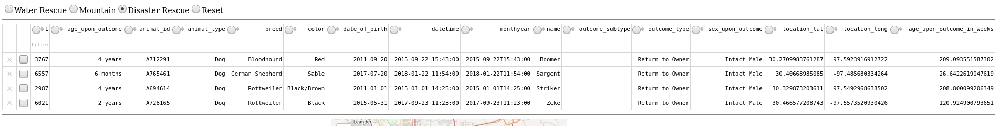 Water Rescue Mountain Disaster Rescue Reset
1 age_upon_outcome animal_id animal_type breed color date_of_birth datetime monthyear name outcome_subtype outcome_type sex_upon_outcome location_lat location_long age_upon_outcome_in_weeks
filter
3767 4 years A712291 Dog Bloodhound Red 2011-09-20 2015-09-22 15:43:00 2015-09-22T15:43:00 Boomer Return to Owner Intact Male 30.2709983761287 -97.5923916912722 209.093551587302
6557 6 months A765461 Dog German Shepherd Sable 2017-07-20 2018-01-22 11:54:00 2018-01-22T11:54:00 Sargent Return to Owner Intact Male 30.40668985085 -97.485680334264 26.6422619047619
2987 4 years A694614 Dog Rottweiler Black/Brown 2011-01-01 2015-01-01 14:25:00 2015-01-01T14:25:00 Striker Return to Owner Intact Male 30.329873203611 -97.5492968638502 208.800099206349
6021 2 years A728165 Dog Rottweiler Black 2015-05-31 2017-09-23 11:23:00 2017-09-23T11:23:00 Zeke Return to Owner Intact Male 30.466577208743 -97.5573520930426 120.924900793651
Leander